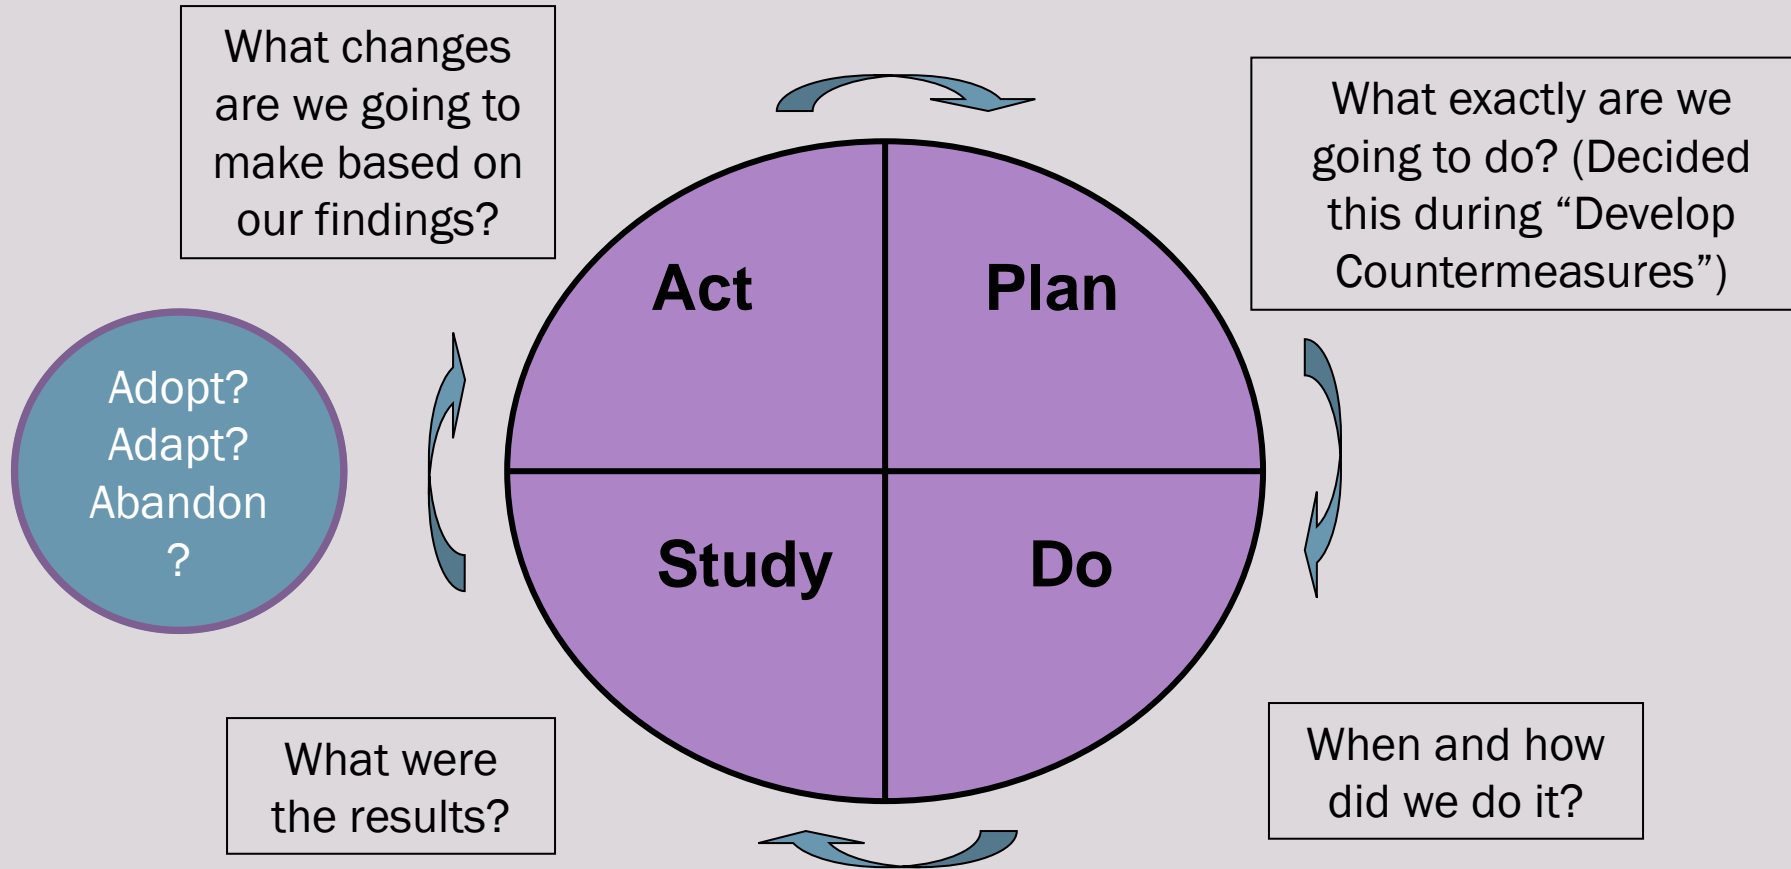 What changes
are we going to
make based on
our findings?
What exactly are we
going to do? (Decided
this during “Develop
Countermeasures”)
Act
Plan
Adopt?
Adapt?
Abandon
?
Study
Do
What were
the results?
When and how
did we do it?